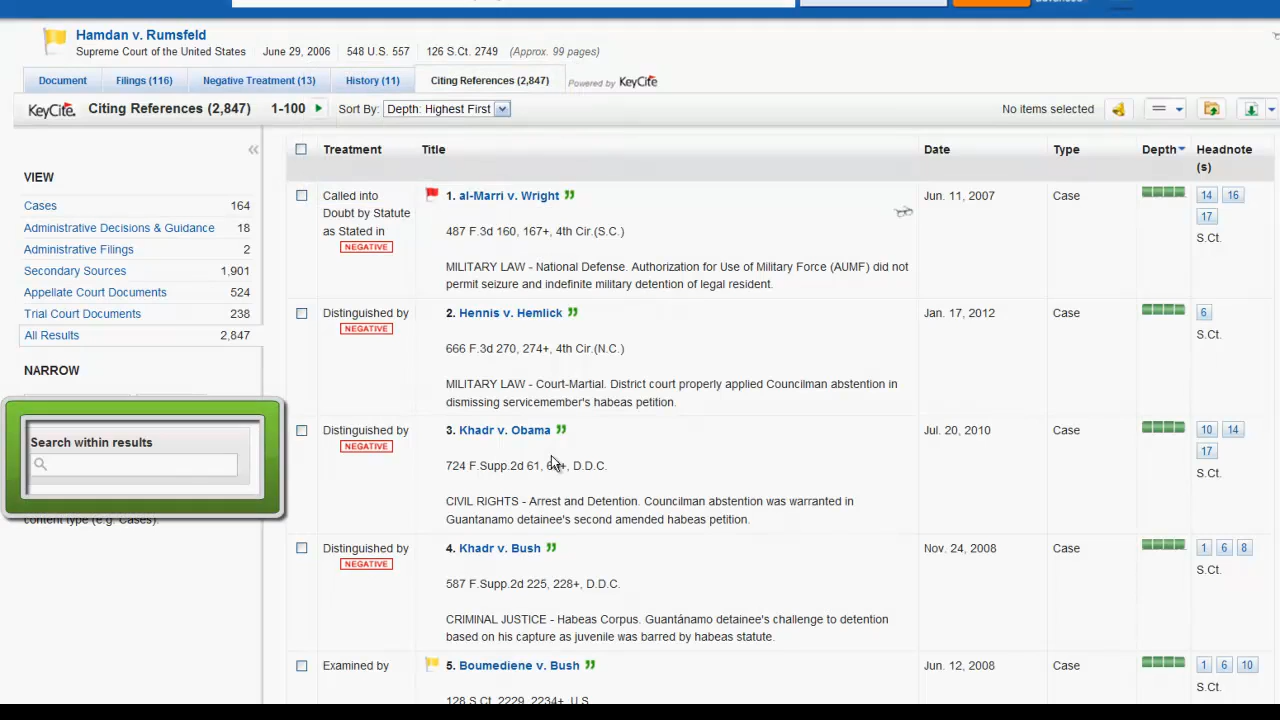 Hamdan v. Rumsfeld
Supreme Court of the United States June 29, 2006 548 U.S. 557 126 S.Ct. 2749 (Approx. 99 pages)
Document Filings (116) Negative Treatment (13) History (11) Citing References (2,847) Powered by KeyCite
KeyCite. Citing References (2,847) 1-100 Sort By: Depth: Highest First No items selected
Treatment Title Date Type Depth Headnote
(s)
VIEW
Cases 164
Administrative Decisions & Guidance 18
Administrative Filings 2
Secondary Sources 1,901
Appellate Court Documents 524
Trial Court Documents 238
All Results 2,847
NARROW
Search within results
content type (e.g. Cases).
Called into
Doubt by Statute
as Stated in
NEGATIVE
1. al-Marri v. Wright
487 F.3d 160, 167+, 4th Cir.(S.C.)
MILITARY LAW - National Defense. Authorization for Use of Military Force (AUMF) did not
permit seizure and indefinite military detention of legal resident.
Jun. 11, 2007 Case 14 16
17
S.Ct.
Distinguished by
NEGATIVE
2. Hennis v. Hemlick
666 F.3d 270, 274+, 4th Cir.(N.C.)
MILITARY LAW - Court-Martial. District court properly applied Councilman abstention in
dismissing servicemember's habeas petition.
Jan. 17, 2012 Case 6
S.Ct.
Distinguished by
NEGATIVE
3. Khadr v. Obama
724 F.Supp.2d 61, D.D.C.
CIVIL RIGHTS - Arrest and Detention. Councilman abstention was warranted in
Guantanamo detainee's second amended habeas petition.
Jul. 20, 2010 Case 10 14
17
S.Ct.
Distinguished by
NEGATIVE
4. Khadr v. Bush
587 F.Supp.2d 225, 228+, D.D.C.
CRIMINAL JUSTICE - Habeas Corpus. Guantánamo detainee's challenge to detention
based on his capture as juvenile was barred by habeas statute.
Nov. 24, 2008 Case 1 6 8
S.Ct.
Examined by
5. Boumediene v. Bush
128 S.Ct. 2229, 2234+, U.S.
Jun. 12, 2008 Case 1 6 10
S.Ct.